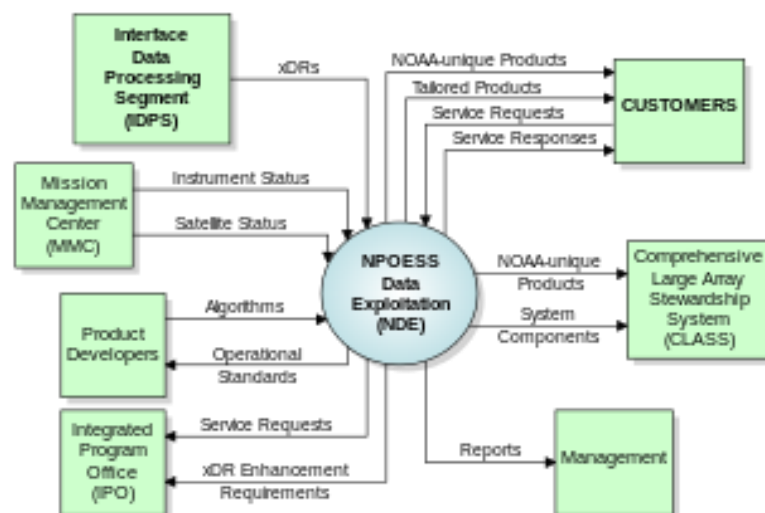 Interface
Data
Processing
Segment
(IDPS)
xDRs
NOAA-unique Products
Tailored Products
Service Requests
Service Responses
CUSTOMERS
Mission
Management
Center
(MMC)
Instrument Status
Satellite Status
NPOESS
Data
Exploitation
(NDE)
NOAA-unique
Products
System
Components
Comprehensive
Large Array
Stewardship
System
(CLASS)
Product
Developers
Algorithms
Operational
Standards
Integrated
Program
Office
(IPO)
Service Requests
xDR Enhancement
Requirements
Reports
Management